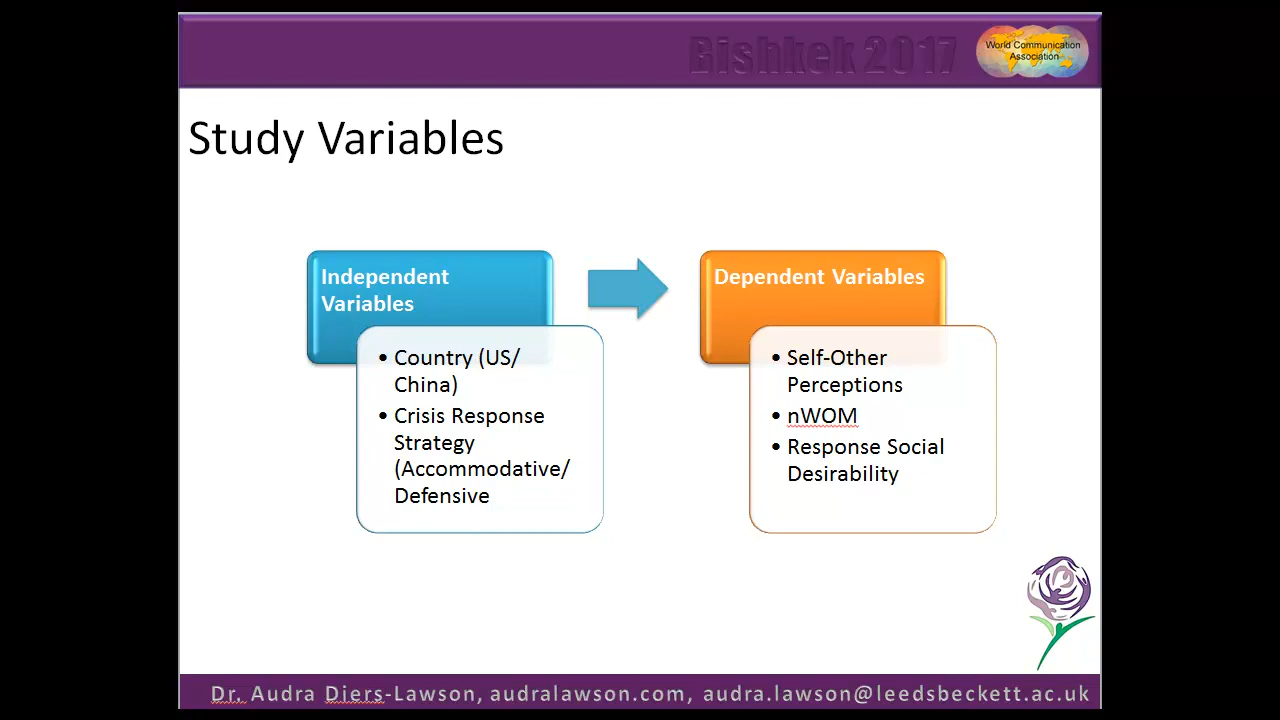 Bishkek 2017
World Communication
Association
Study Variables
Independent
Variables
• Country (US/
China)
• Crisis Response
Strategy
(Accommodative/
Defensive
Dependent Variables
• Self-Other
Perceptions
• nWOM
• Response Social
Desirability
Dr. Audra Diers-Lawson, audralawson.com, audra.lawson@leedsbeckett.ac.uk